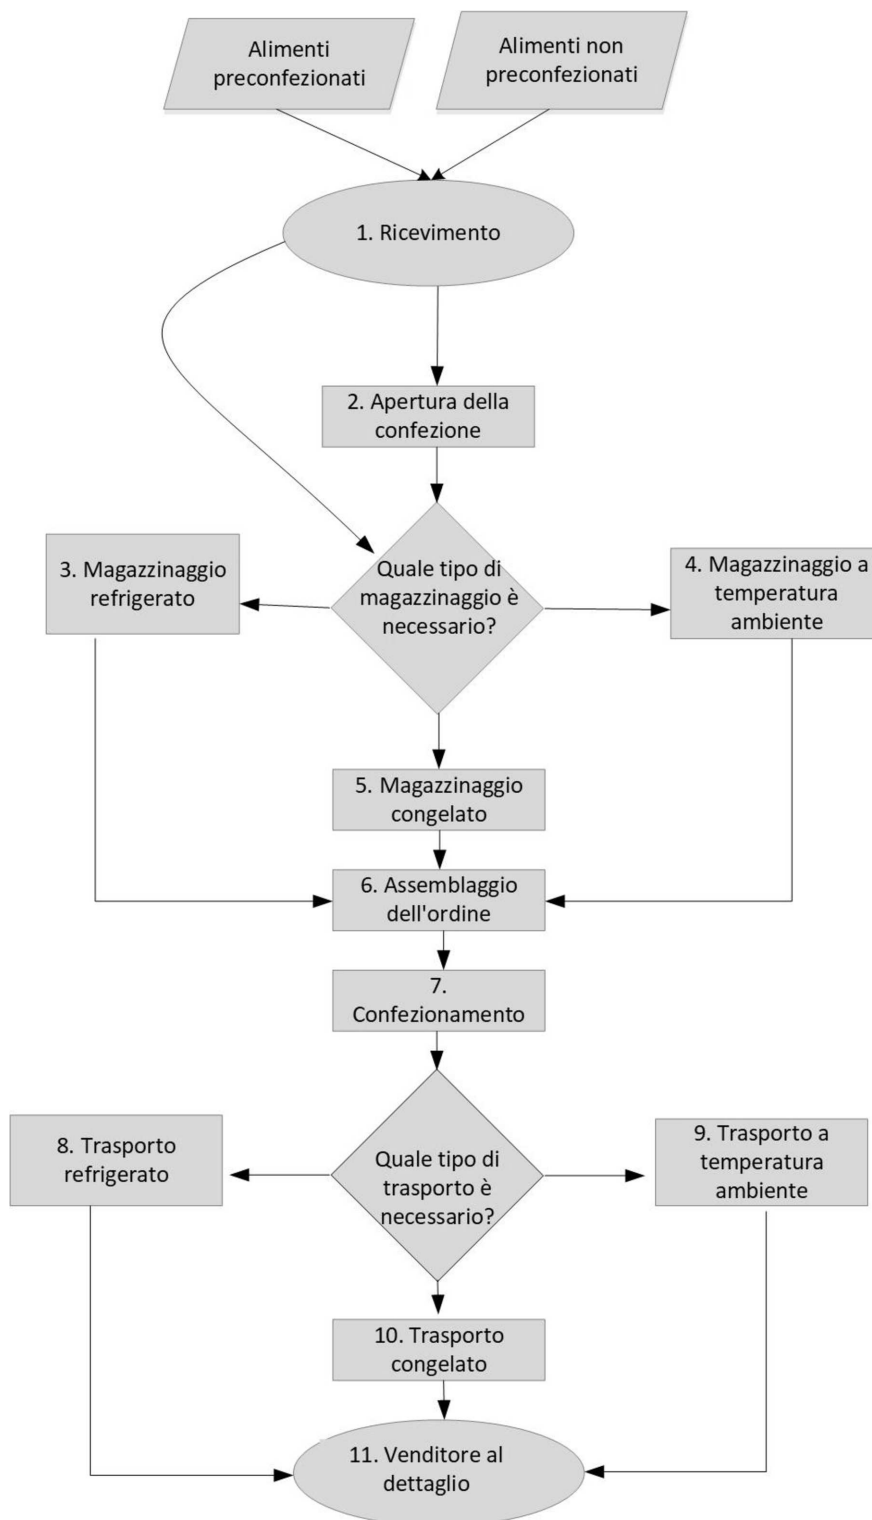 Alimenti
preconfezionati
Alimenti non
preconfezionati
1. Ricevimento
2. Apertura della
confezione
3. Magazzinaggio
refrigerato
Quale tipo di
magazzinaggio è
necessario?
4. Magazzinaggio a
temperatura
ambiente
5. Magazzinaggio
congelato
6. Assemblaggio
dell'ordine
7.
Confezionamento
8. Trasporto
refrigerato
Quale tipo di
trasporto è
necessario?
9. Trasporto a
temperatura
ambiente
10. Trasporto
congelato
11. Venditore al
dettaglio